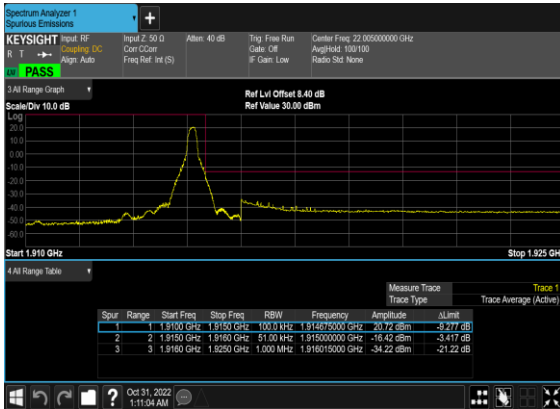 Spectrum Analyzer 1
Spurious Emissions
+
KEYSIGHT Input: RF Input Z: 50 Ω Atten: 40 dB Trig: Free Run Center Freq: 22.005000000 GHz
R T Coupling: DC Corr CCorr Gate: Off Avg|Hold: 100/100
Align: Auto Freq Ref: Int (S) IF Gain: Low Radio Std: None
LXI PASS
3 All Range Graph
Ref Lvl Offset 8.40 dB
Scale/Div 10.0 dB Ref Value 30.00 dBm
Log
20.0
10.0
0.00
-10.0
-20.0
-30.0
-40.0
-50.0
-60.0
Start 1.910 GHz Stop 1.925 GH
4 All Range Table
Measure Trace Trace 1
Trace Type Trace Average (Active)
Spur Range Start Freq Stop Freq RBW Frequency Amplitude ΔLimit
1 1 1.9100 GHz 1.9150 GHz 100.0 kHz 1.914675000 GHz 20.72 dBm -9.277 dB
2 2 1.9150 GHz 1.9160 GHz 51.00 kHz 1.915000000 GHz -16.42 dBm -3.417 dB
3 3 1.9160 GHz 1.9250 GHz 1.000 MHz 1.916015000 GHz -34.22 dBm -21.22 dB
? Oct 31, 2022
1:11:04 AM